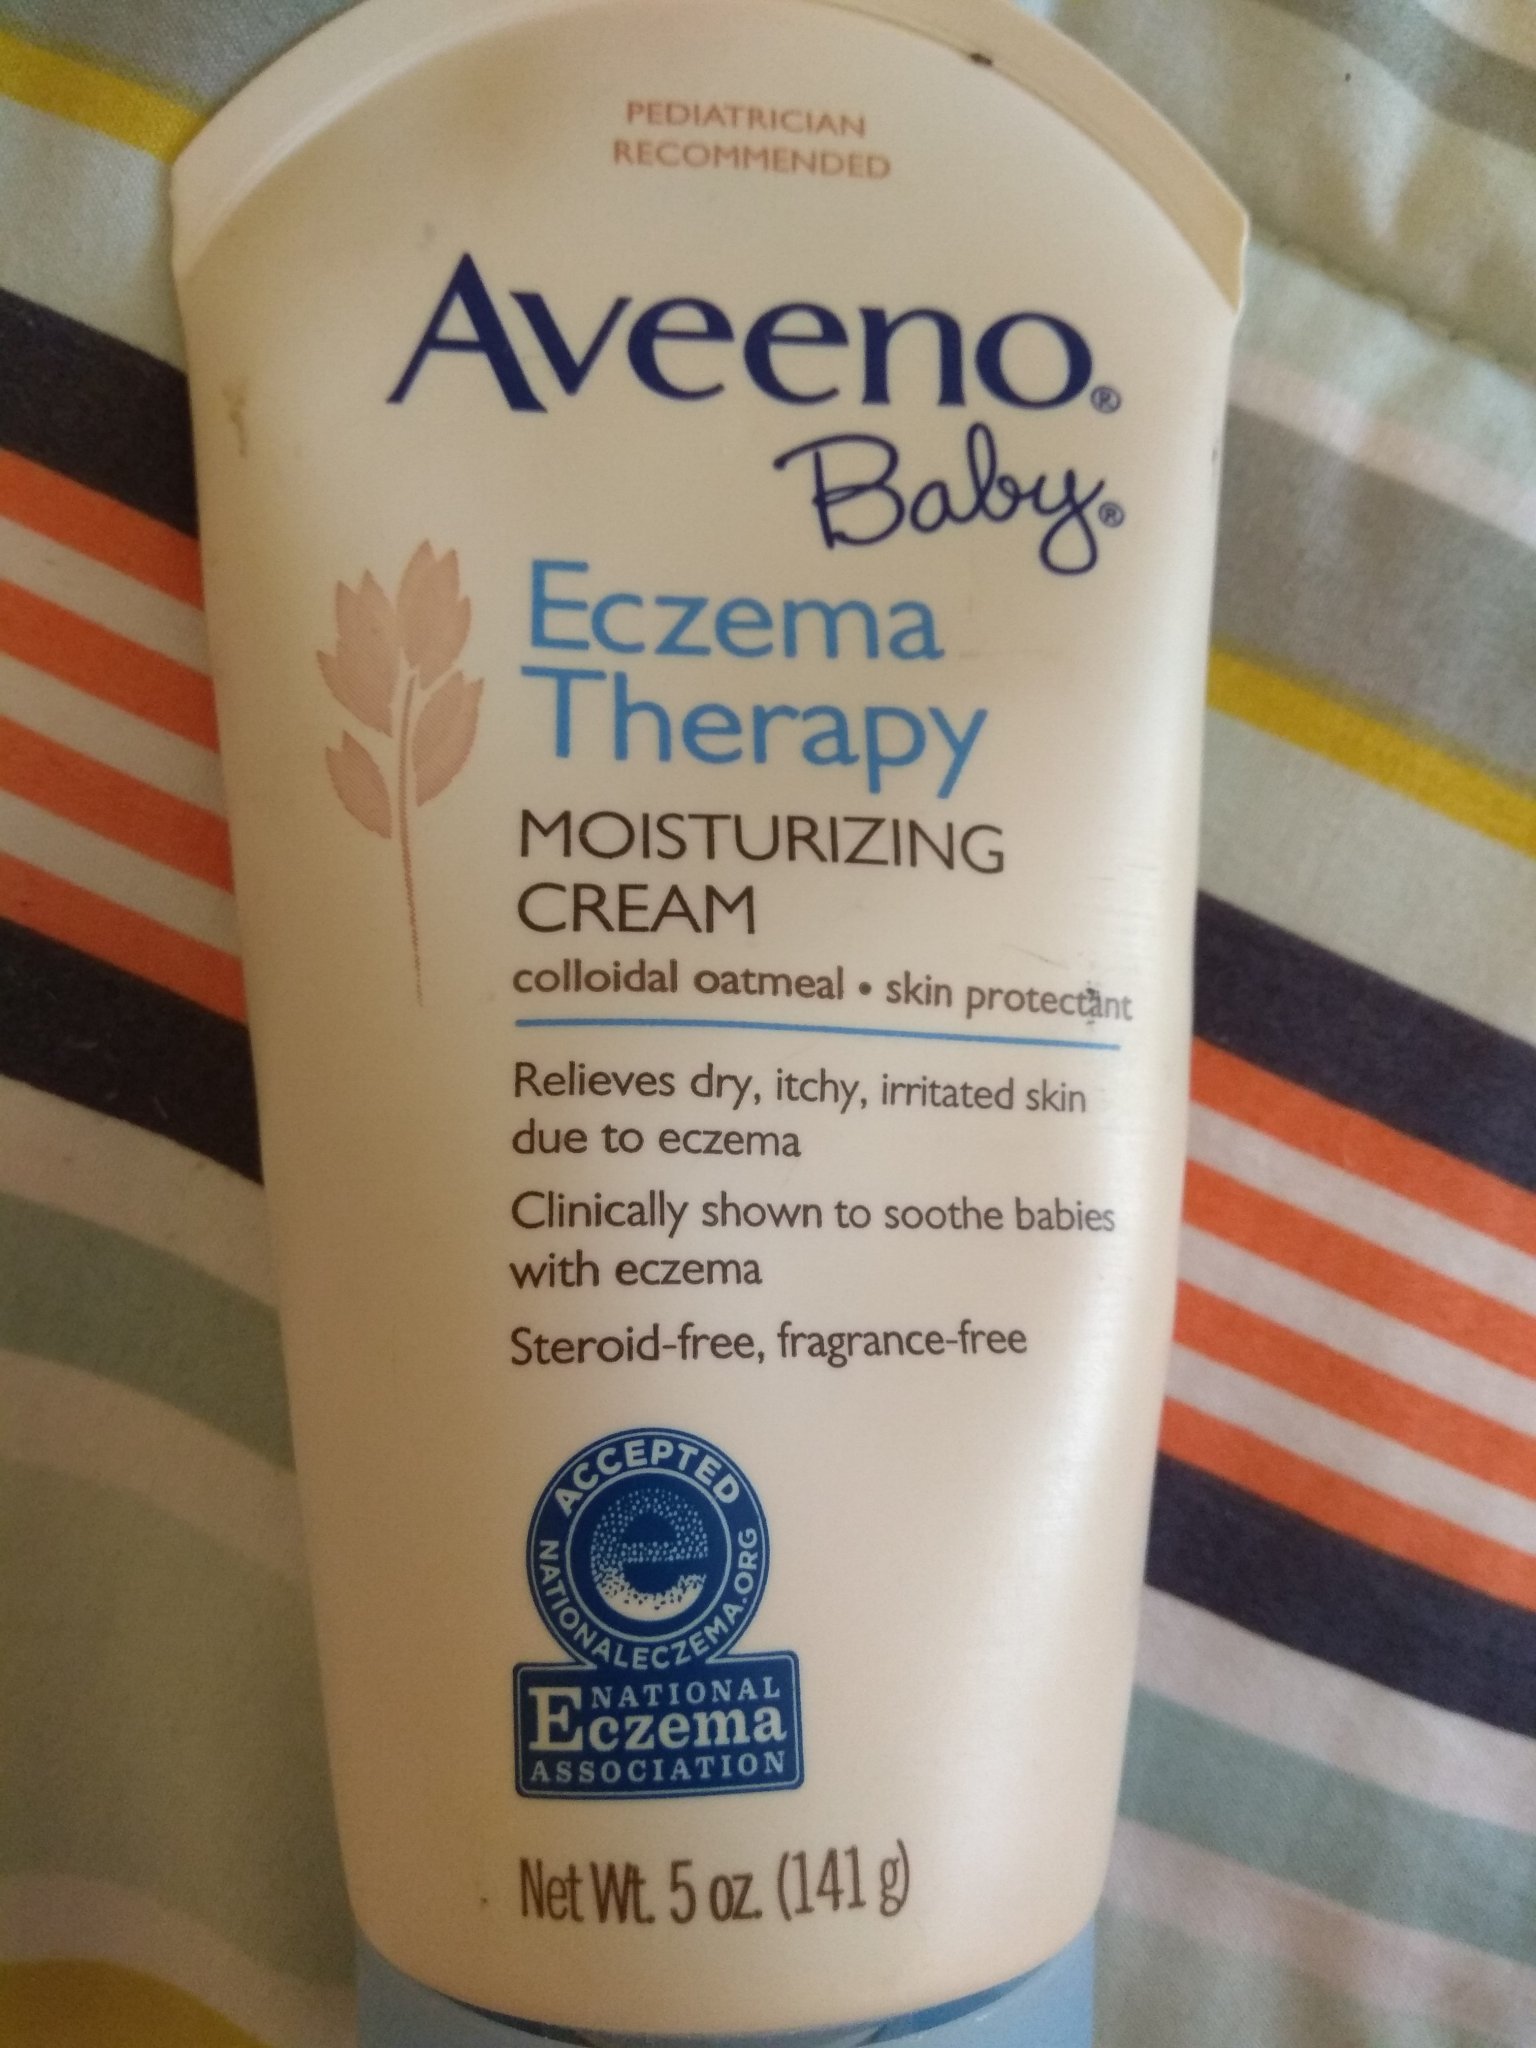 PEDIATRICIAN
RECOMMENDED
Aveeno®
Baby®
Eczema
Therapy
MOISTURIZING
CREAM
colloidal oatmeal • skin protectant
Relieves dry, itchy, irritated skin
due to eczema
Clinically shown to soothe babies
with eczema
Steroid-free, fragrance-free
ACCEPTED
e
NATIONALECZEMA.ORG
NATIONAL
Eczema
ASSOCIATION
Net Wt. 5 oz. (141 g)